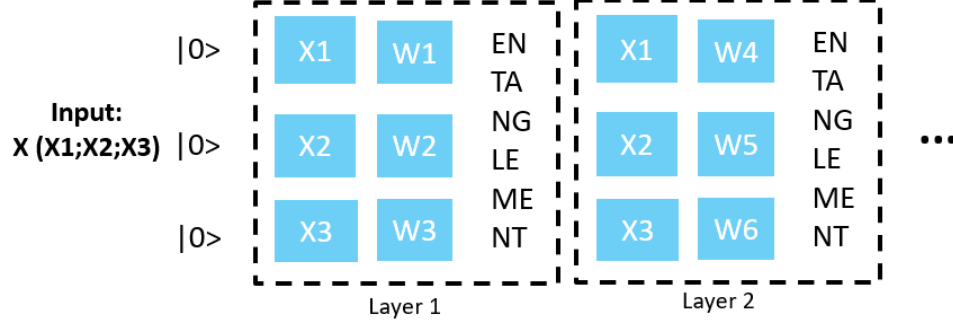 |0> X1 W1 EN X1 W4 EN
TA TA
Input:
X (X1;X2;X3) |0> X2 W2 NG X2 W5 NG ...
LE LE
|0> X3 W3 ME X3 W6 ME
NT NT
Layer 1 Layer 2